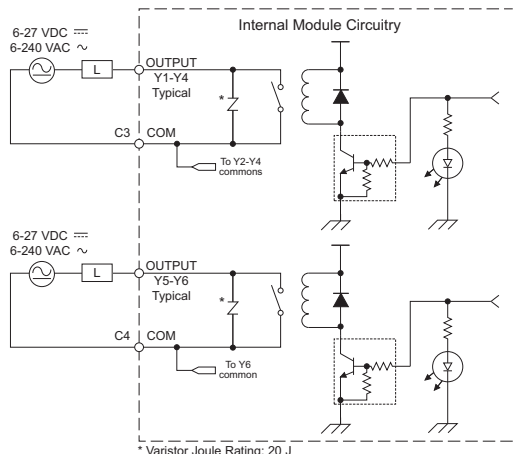 Internal Module Circuitry
6-27 VDC ⎓
6-240 VAC ∼
L
OUTPUT
Y1-Y4
Typical
*
C3
COM
To Y2-Y4
commons
6-27 VDC ⎓
6-240 VAC ∼
L
OUTPUT
Y5-Y6
Typical
*
C4
COM
To Y6
common
* Varistor Joule Rating: 20 J